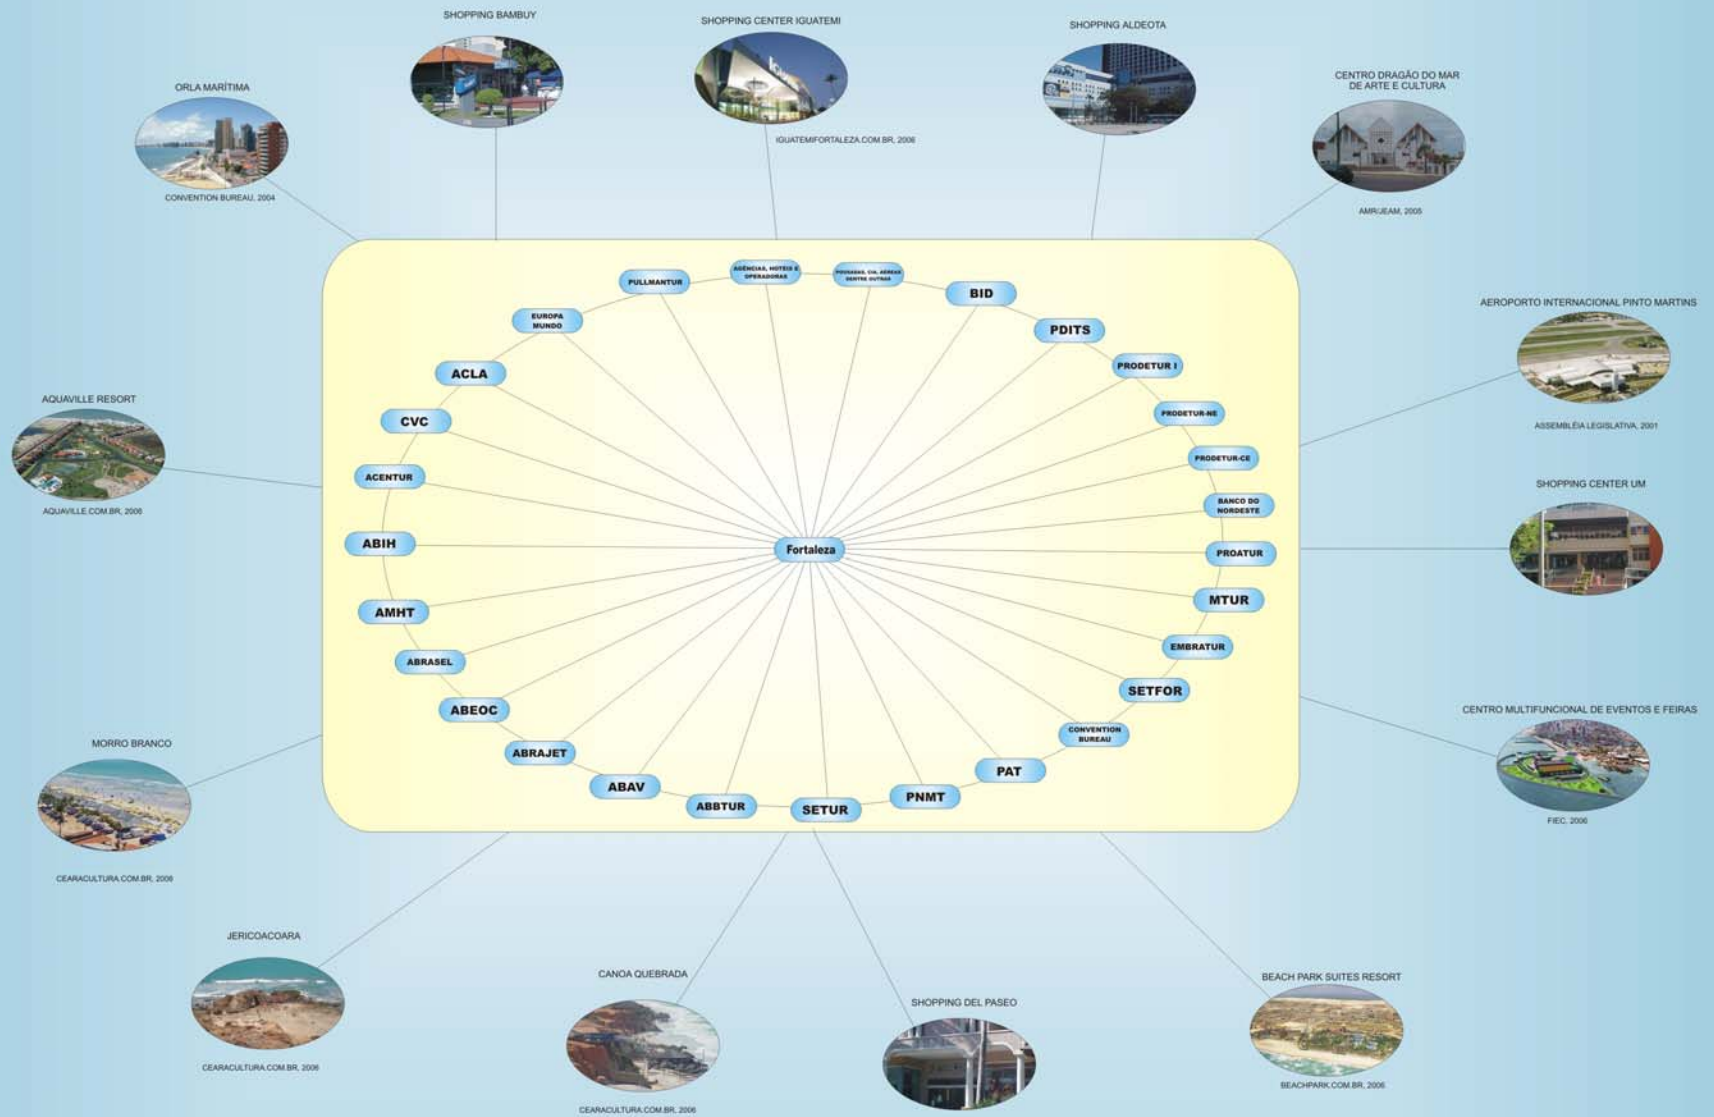 SHOPPING BAMBUY
SHOPPING CENTER IGUATEMI
SHOPPING ALDEOTA
CENTRO DRAGÃO DO MAR
DE ARTE E CULTURA
ORLA MARÍTIMA
IGUATEMIFORTALEZA.COM.BR, 2006
CONVENTION BUREAU, 2004
AMR/JEAM, 2005
AGÊNCIAS, HOTÉIS E
OPERADORAS
POUSADAS, CIA. AÉREAS
DENTRE OUTRAS
PULLMANTUR
BID
EUROPA
MUNDO
PDITS
AEROPORTO INTERNACIONAL PINTO MARTINS
PRODETUR I
ACLA
AQUAVILLE RESORT
PRODETUR-NE
CVC
ASSEMBLÉIA LEGISLATIVA, 2001
PRODETUR-CE
ACENTUR
SHOPPING CENTER UM
BANCO DO
NORDESTE
AQUAVILLE.COM.BR, 2006
ABIH
Fortaleza
PROATUR
MTUR
AMHT
EMBRATUR
ABRASEL
SETFOR
ABEOC
CENTRO MULTIFUNCIONAL DE EVENTOS E FEIRAS
CONVENTION
BUREAU
MORRO BRANCO
ABRAJET
PAT
ABAV
PNMT
ABBTUR
SETUR
FIEC, 2006
CEARACULTURA.COM.BR, 2006
JERICOACOARA
CANOA QUEBRADA
BEACH PARK SUITES RESORT
SHOPPING DEL PASEO
CEARACULTURA.COM.BR, 2006
BEACHPARK.COM.BR, 2006
CEARACULTURA.COM.BR, 2006